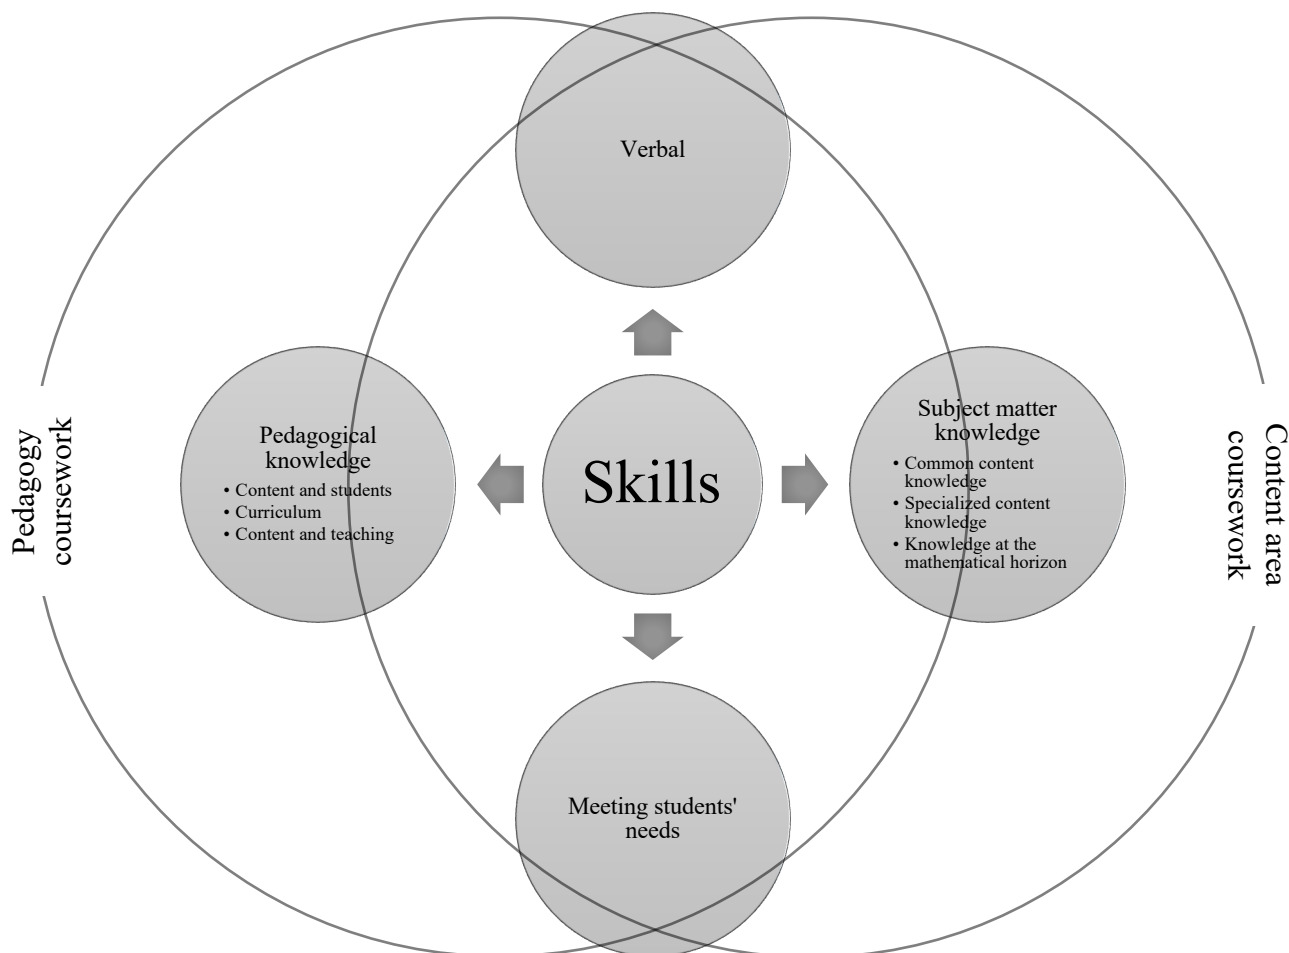 Verbal
Pedagogy
coursework
Pedagogical
knowledge
• Content and students
• Curriculum
• Content and teaching
Skills
Subject matter
knowledge
• Common content
knowledge
• Specialized content
knowledge
• Knowledge at the
mathematical horizon
Content area
coursework
Meeting students'
needs